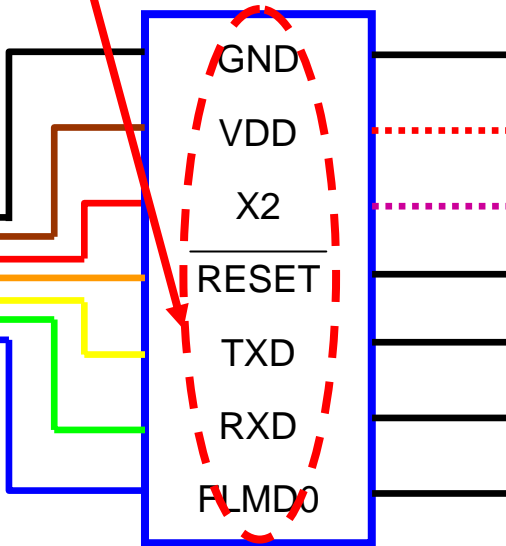 GND
VDD
X2
RESET
TXD
RXD
FLMD0